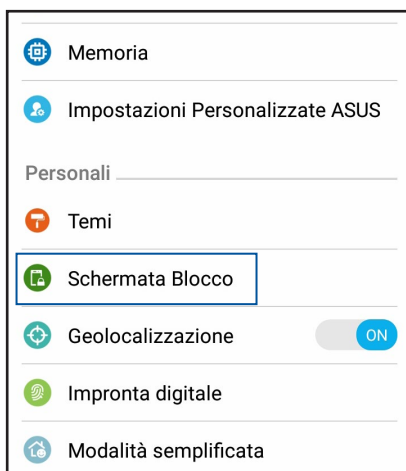 Memoria
Impostazioni Personalizzate ASUS
Personali
Temi
Schermata Blocco
Geolocalizzazione ON
Impronta digitale
Modalità semplificata